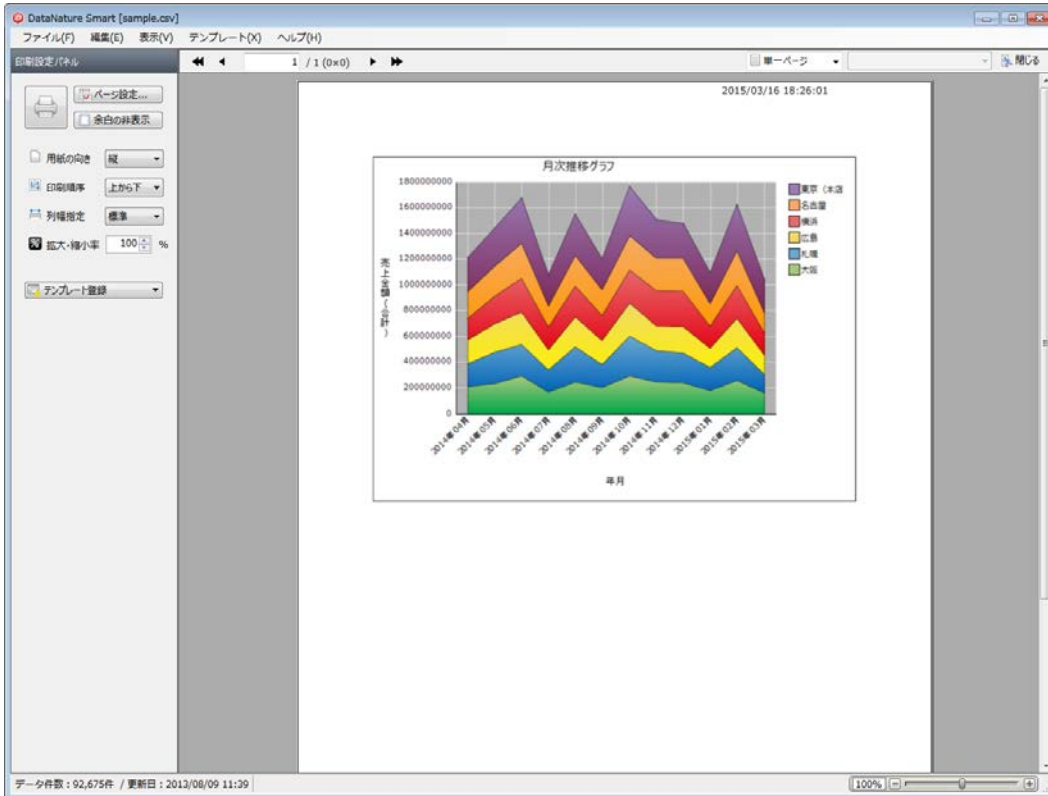 DataNature Smart [sample.csv]
ファイル(F) 編集(E) 表示(V) テンプレート(X) ヘルプ(H)
印刷設定パネル
1 / 1 (0×0)
単一ページ
閉じる
ページ設定...
余白の非表示
用紙の向き 縦
印刷順序 上から下
列幅指定 標準
拡大・縮小率 100 %
テンプレート登録
2015/03/16 18:26:01
月次推移グラフ
売上金額(合計)
1800000000
1600000000
1400000000
1200000000
1000000000
800000000
600000000
400000000
200000000
0
2014年04月
2014年05月
2014年06月
2014年07月
2014年08月
2014年09月
2014年10月
2014年11月
2014年12月
2015年01月
2015年02月
2015年03月
年月
東京(本店
名古屋
横浜
広島
札幌
大阪
データ件数:92,675件 / 更新日:2013/08/09 11:39
100%